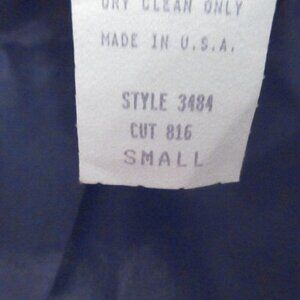 DRY CLEAN ONLY
MADE IN U.S.A.
STYLE 3484
CUT 816
SMALL